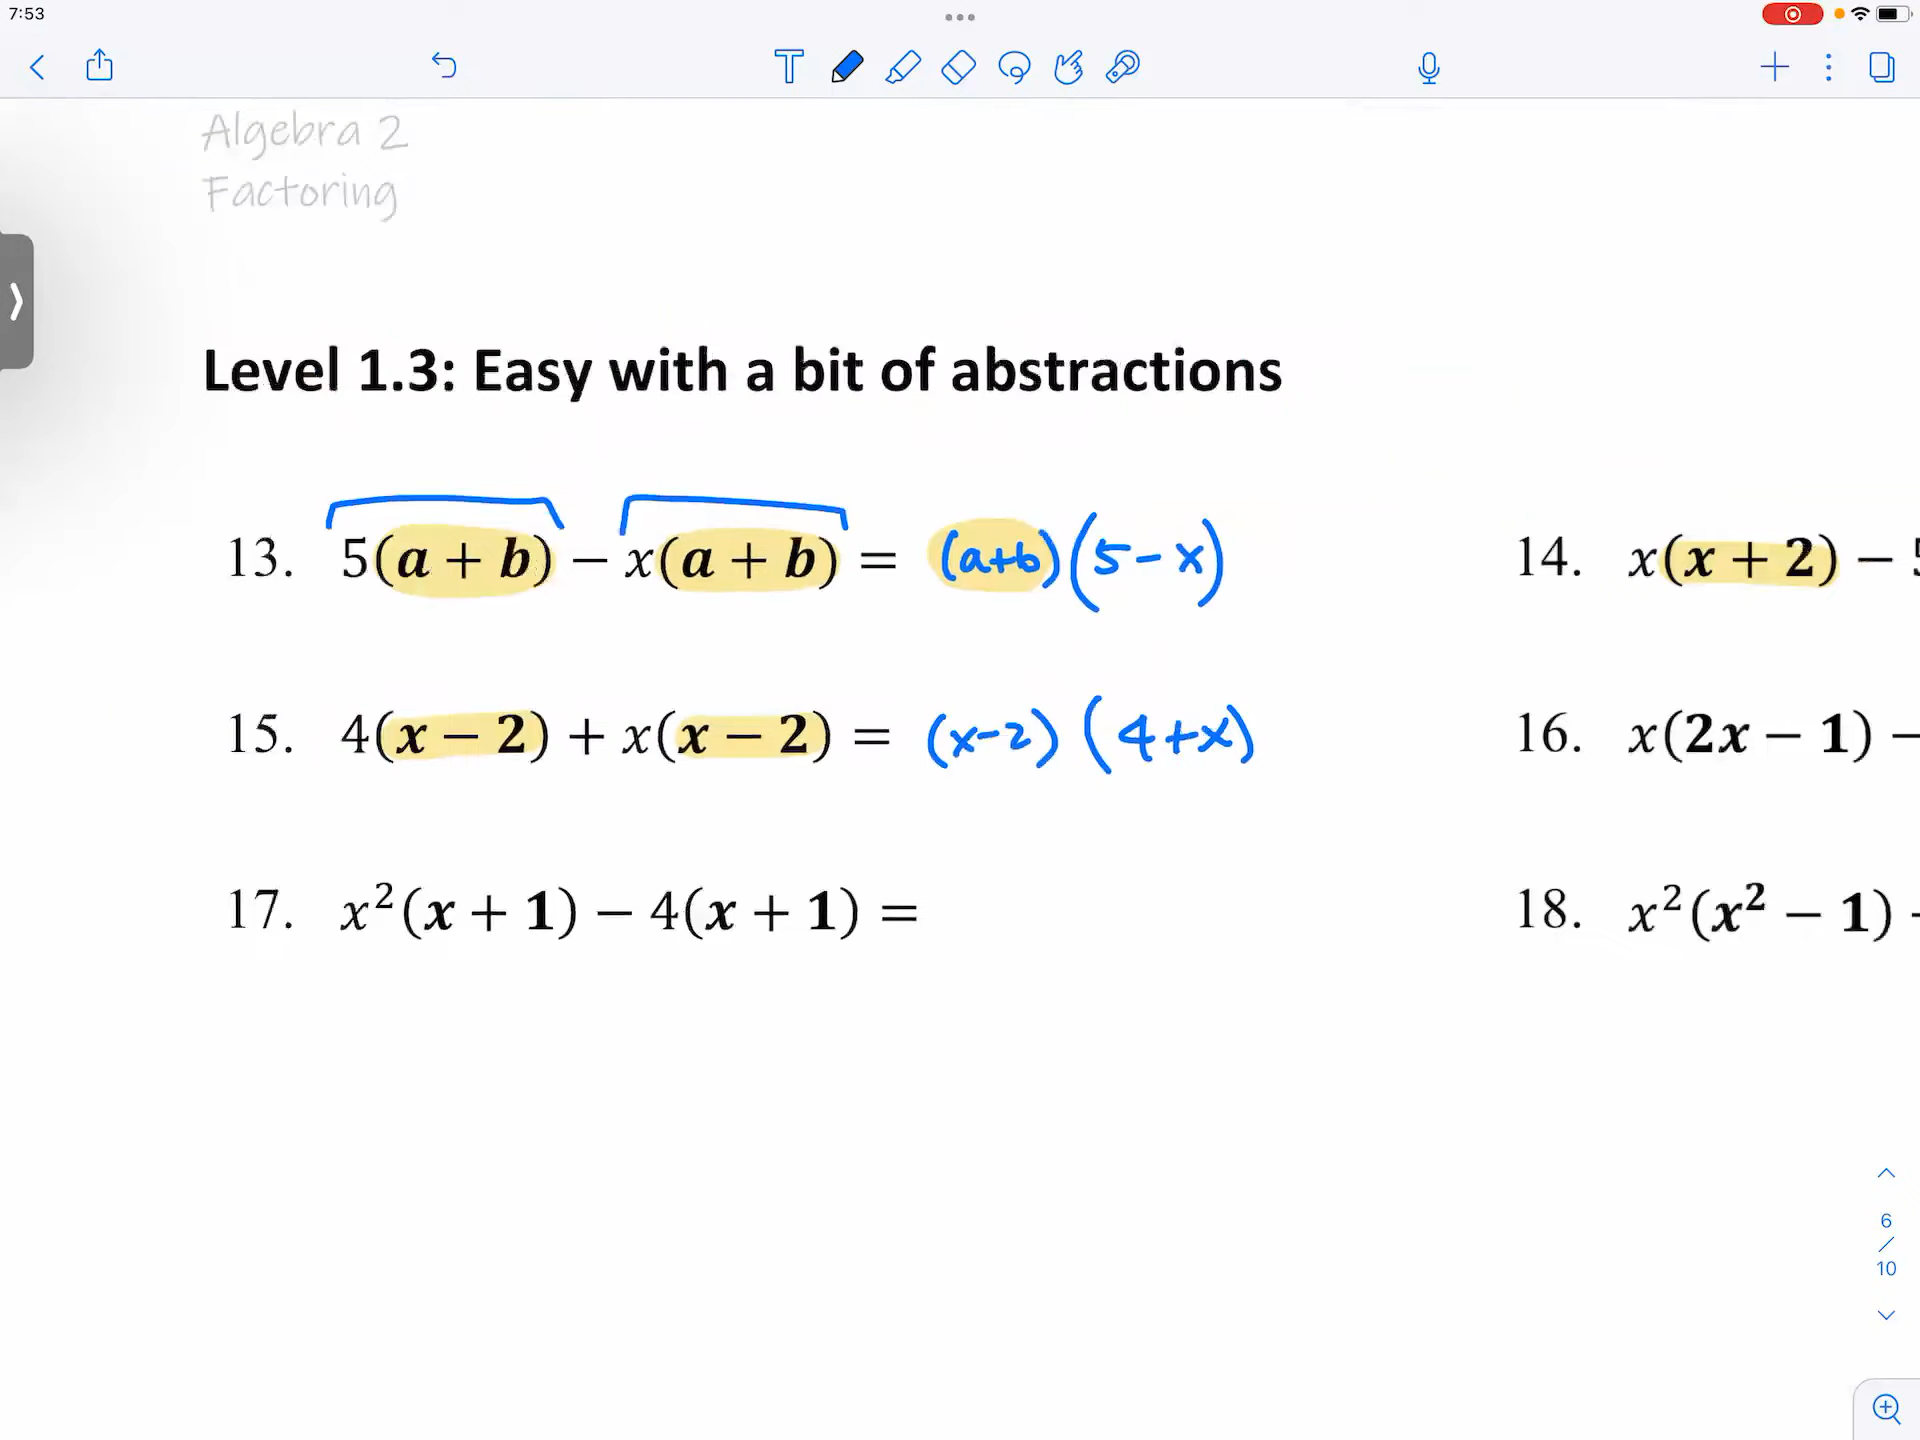 7:53
Algebra 2
Factoring
Level 1.3: Easy with a bit of abstractions
13. 5(a + b) − x(a + b) = (a+b)(5−x)
14. x(x + 2) −
15. 4(x − 2) + x(x − 2) = (x−2)(4+x)
16. x(2x − 1) −
17. x²(x + 1) − 4(x + 1) =
18. x²(x² − 1)
6
/
10